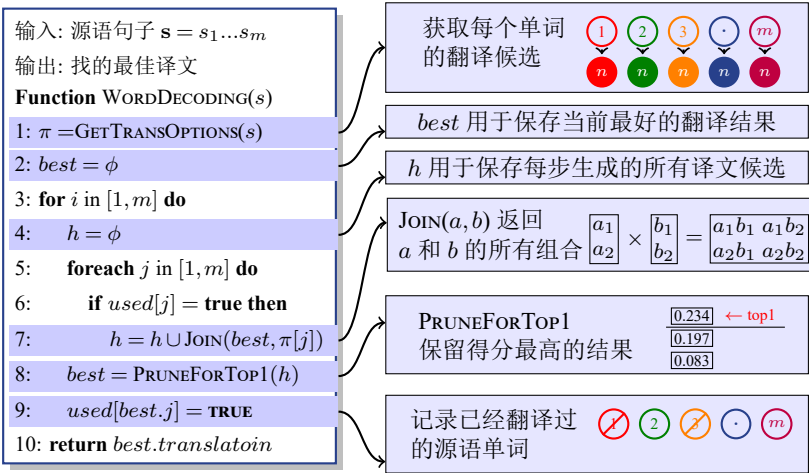 输入: 源语句子 s = s₁...sₘ
输出: 找的最佳译文
Function WORDDECODING(s)
1: π =GETTRANSOPTIONS(s)
2: best = ϕ
3: for i in [1, m] do
4: h = ϕ
5: foreach j in [1, m] do
6: if used[j] = true then
7: h = h ∪ JOIN(best, π[j])
8: best = PRUNEFORTOP1(h)
9: used[best.j] = TRUE
10: return best.translatoin
获取每个单词
的翻译候选
1 2 3 · m
n n n n n
best 用于保存当前最好的翻译结果
h 用于保存每步生成的所有译文候选
JOIN(a, b) 返回
a 和 b 的所有组合
a₁ b₁ a₁b₁ a₁b₂
× =
a₂ b₂ a₂b₁ a₂b₂
PRUNEFORTOP1
保留得分最高的结果
0.234 ← top1
0.197
0.083
记录已经翻译过
的源语单词
1 2 3 · m